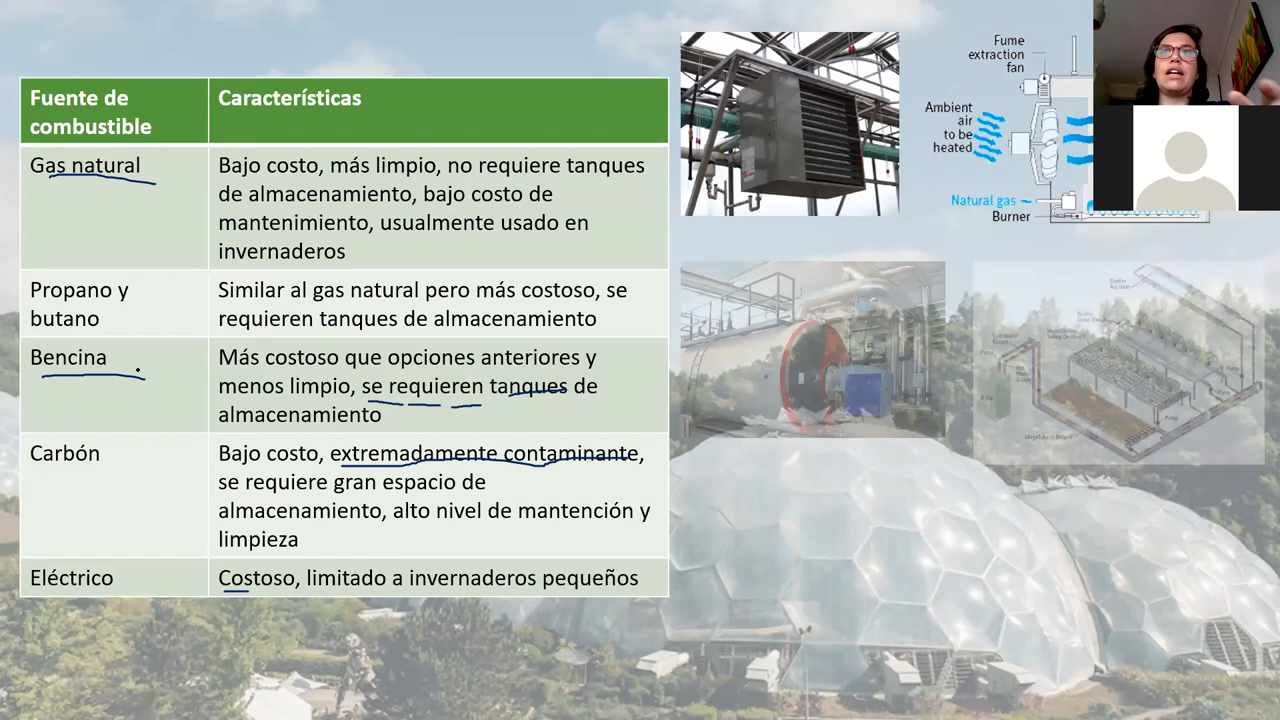 Fuente de
combustible
Características
Gas natural
Bajo costo, más limpio, no requiere tanques
de almacenamiento, bajo costo de
mantenimiento, usualmente usado en
invernaderos
Propano y
butano
Similar al gas natural pero más costoso, se
requieren tanques de almacenamiento
Bencina
Más costoso que opciones anteriores y
menos limpio, se requieren tanques de
almacenamiento
Carbón
Bajo costo, extremadamente contaminante,
se requiere gran espacio de
almacenamiento, alto nivel de mantención y
limpieza
Eléctrico
Costoso, limitado a invernaderos pequeños
Fume
extraction
fan
Ambient
air
to be
heated
Natural gas
Burner